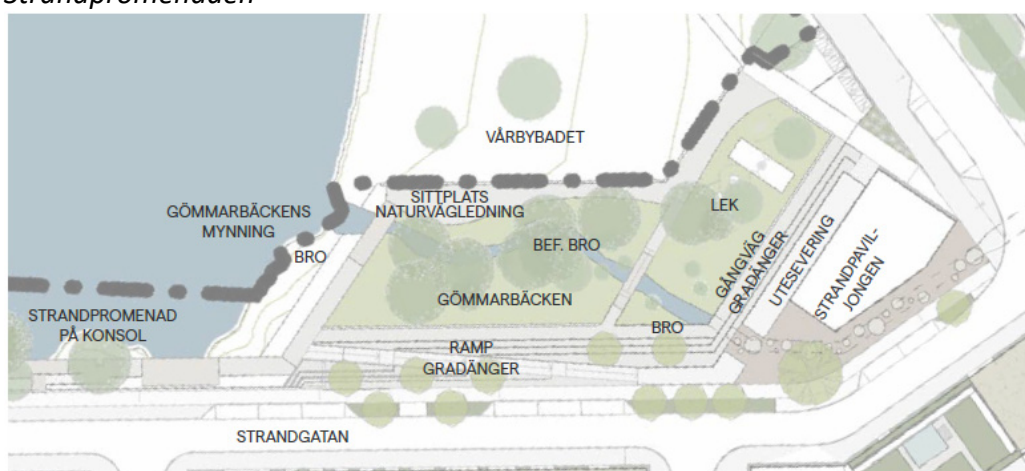 Strandpromenaden
VÅRBYBADET
GÖMMARBÄCKENS
MYNNING
SITTPLATS
NATURVÄGLEDNING
LEK
BRO
BEF. BRO
GÖMMARBÄCKEN
GÅNGVÄG
GRADÄNGER
UTESEVERING
STRANDPAVIL-
JONGEN
STRANDPROMENAD
PÅ KONSOL
BRO
RAMP
GRADÄNGER
STRANDGATAN